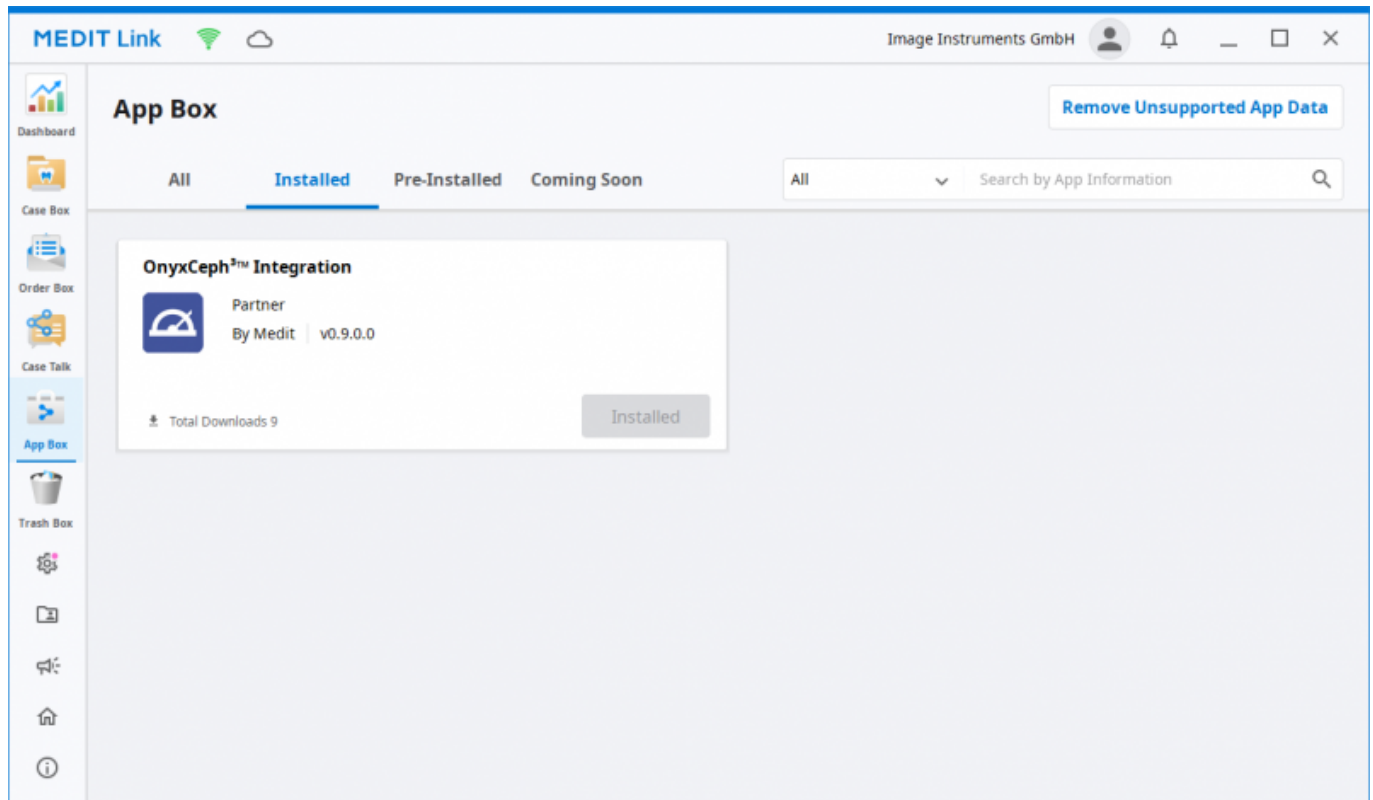 MEDIT Link
Image Instruments GmbH
Dashboard
Case Box
Order Box
Case Talk
App Box
Trash Box
App Box
Remove Unsupported App Data
All
Installed
Pre-Installed
Coming Soon
All
Search by App Information
OnyxCeph³™ Integration
Partner
By Medit
v0.9.0.0
Total Downloads 9
Installed